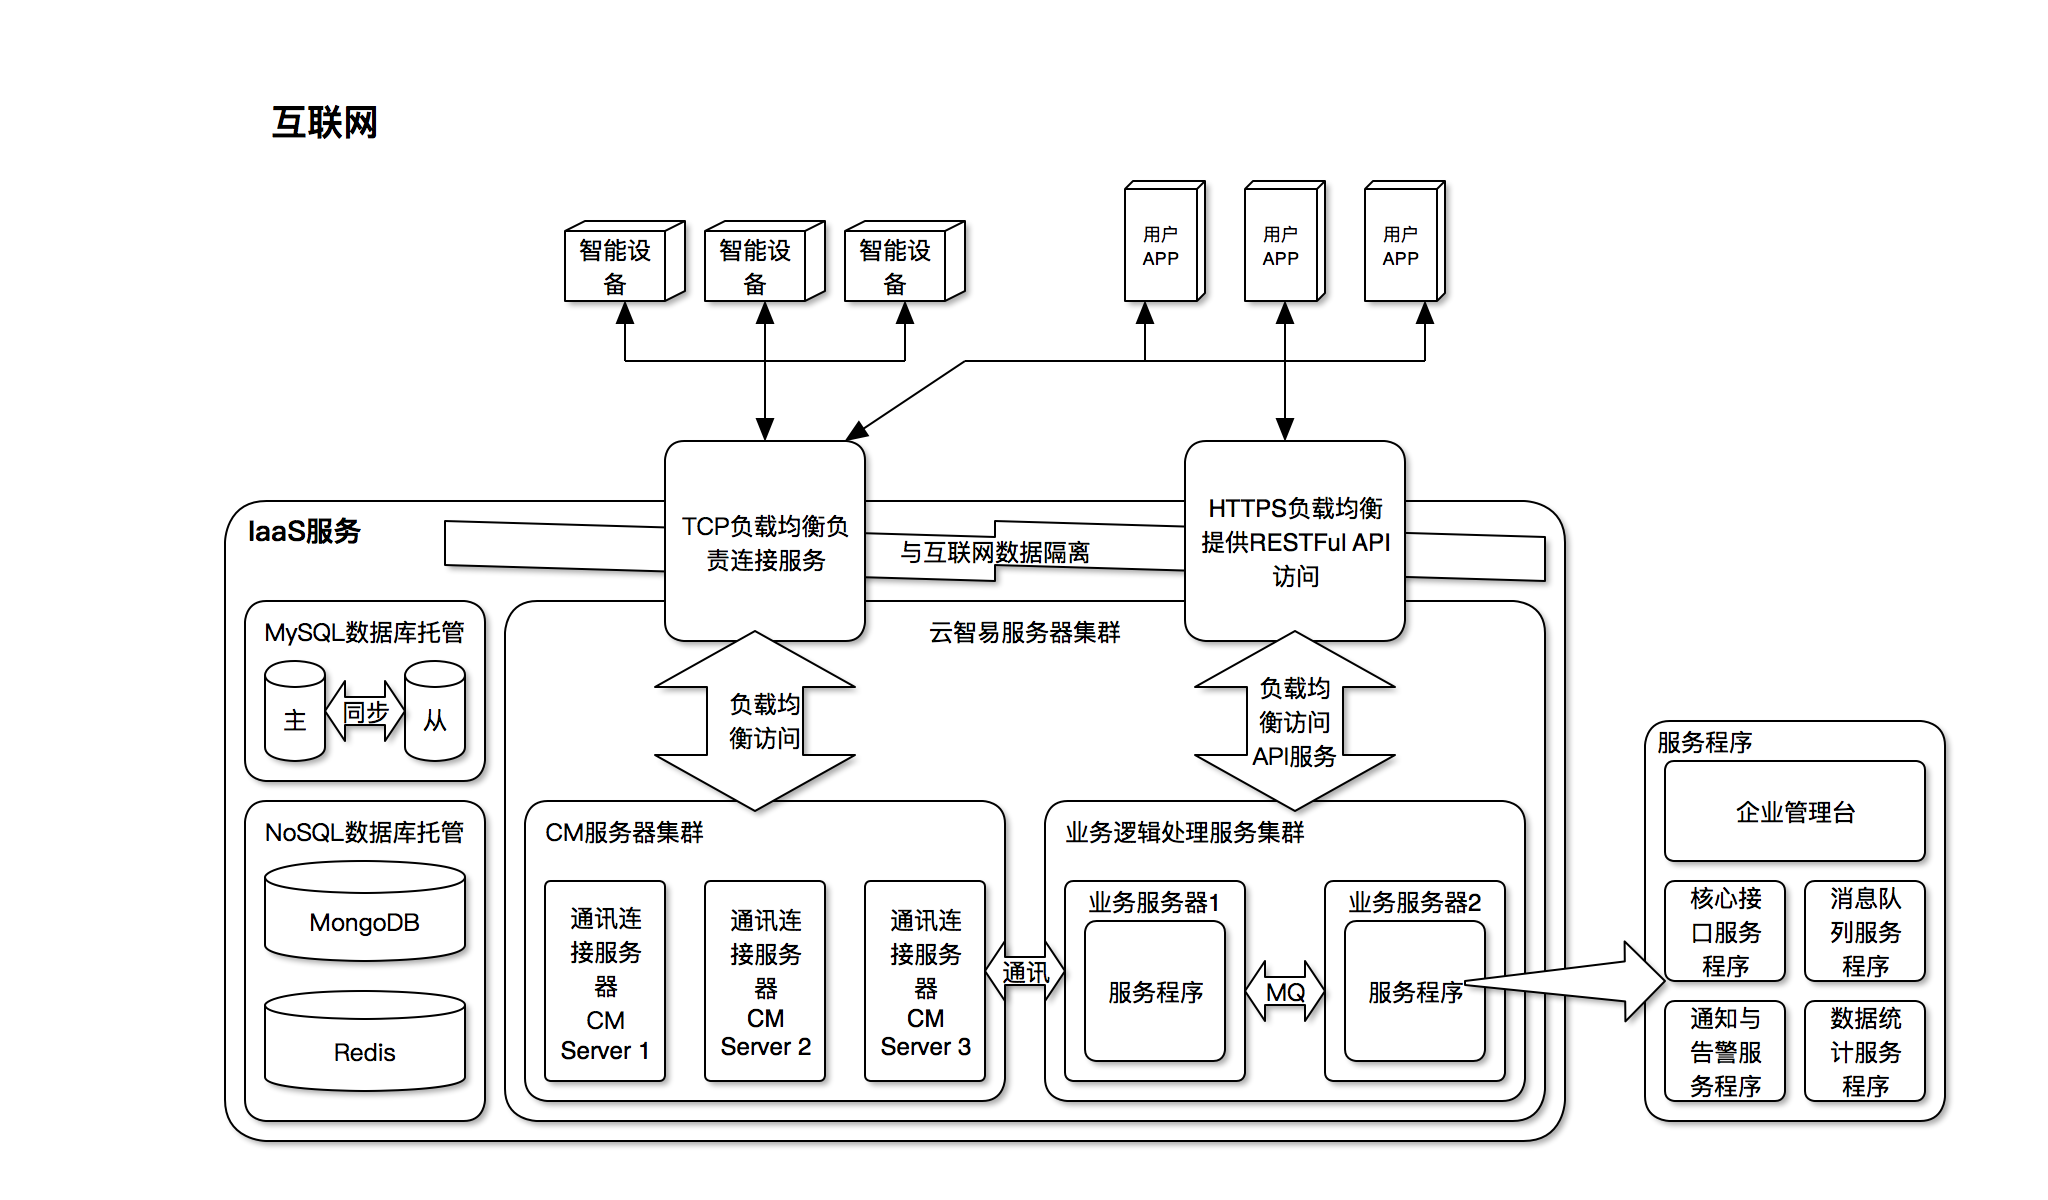 互联网
智能设
备
智能设
备
智能设
备
用户
APP
用户
APP
用户
APP
IaaS服务
TCP负载均衡负
责连接服务
与互联网数据隔离
HTTPS负载均衡
提供RESTFul API
访问
MySQL数据库托管
主
同步
从
NoSQL数据库托管
MongoDB
Redis
云智易服务器集群
负载均
衡访问
负载均
衡访问
API服务
CM服务器集群
通讯连
接服务
器
CM
Server 1
通讯连
接服务
器
CM
Server 2
通讯连
接服务
器
CM
Server 3
通讯
业务逻辑处理服务集群
业务服务器1
服务程序
MQ
业务服务器2
服务程序
服务程序
企业管理台
核心接
口服务
程序
消息队
列服务
程序
通知与
告警服
务程序
数据统
计服务
程序